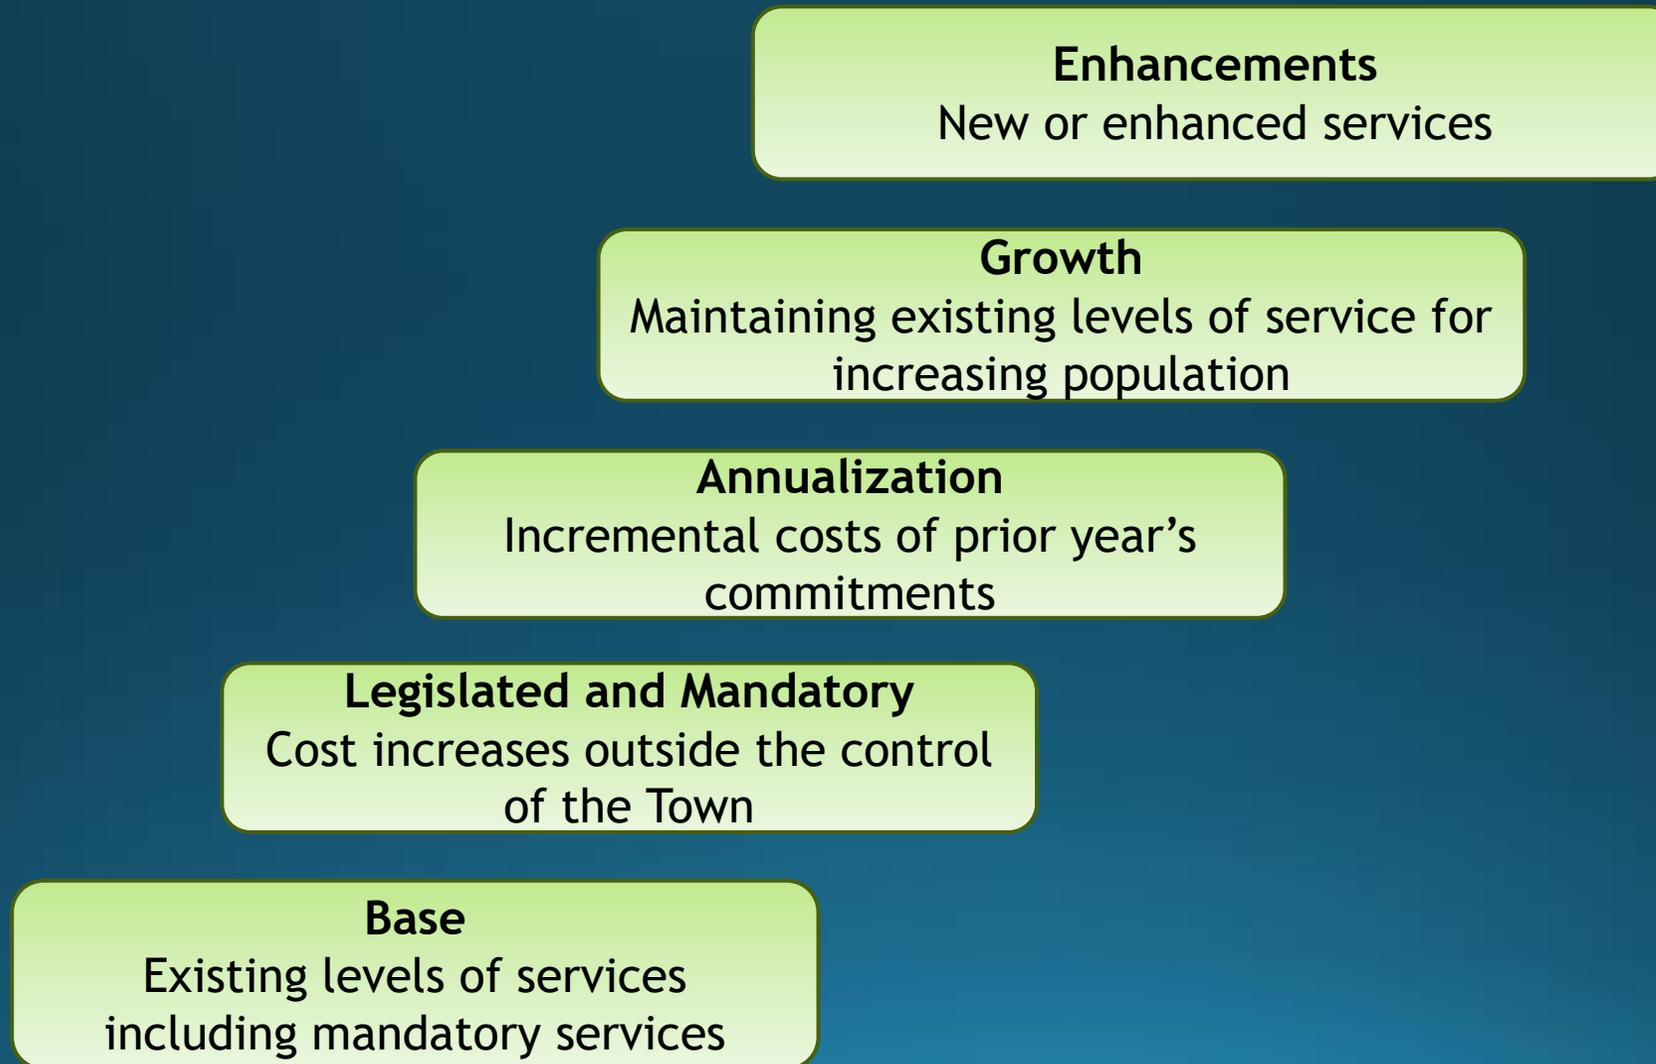 Enhancements
New or enhanced services
Growth
Maintaining existing levels of service for
increasing population
Annualization
Incremental costs of prior year’s
commitments
Legislated and Mandatory
Cost increases outside the control
of the Town
Base
Existing levels of services
including mandatory services